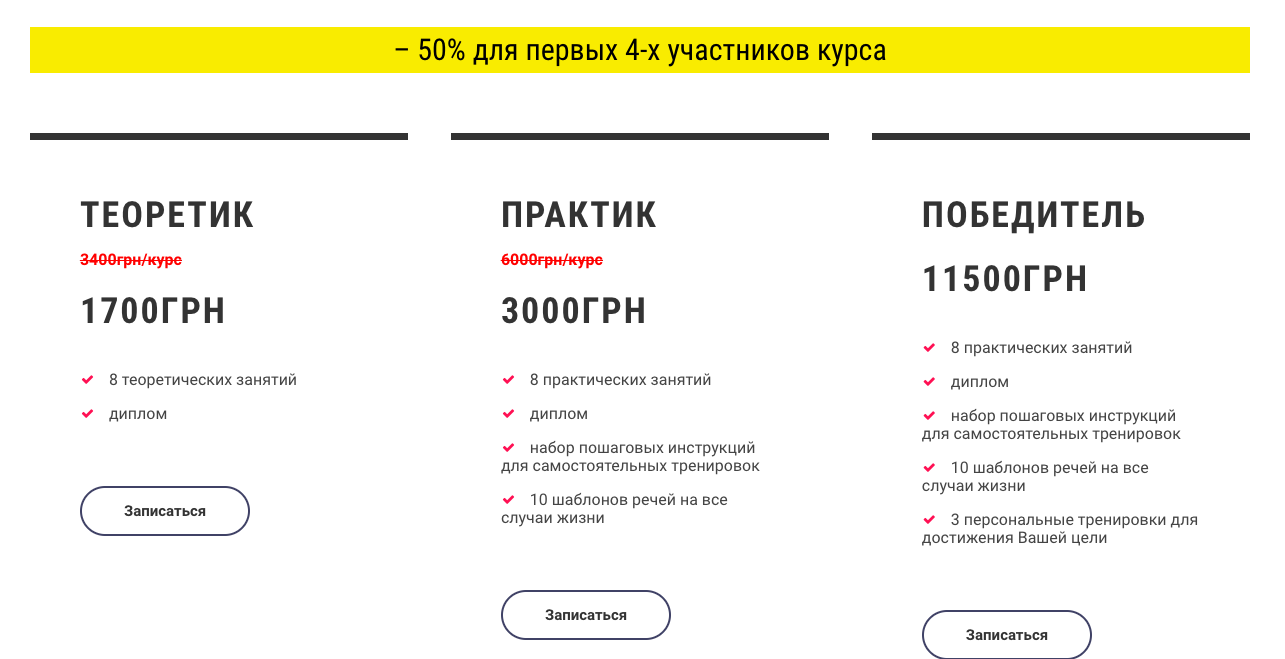 – 50% для первых 4-х участников курса
ТЕОРЕТИК
3400грн/курс
1700ГРН
8 теоретических занятий
диплом
Записаться
ПРАКТИК
6000грн/курс
3000ГРН
8 практических занятий
диплом
набор пошаговых инструкций
для самостоятельных тренировок
10 шаблонов речей на все
случаи жизни
Записаться
ПОБЕДИТЕЛЬ
11500ГРН
8 практических занятий
диплом
набор пошаговых инструкций
для самостоятельных тренировок
10 шаблонов речей на все
случаи жизни
3 персональные тренировки для
достижения Вашей цели
Записаться